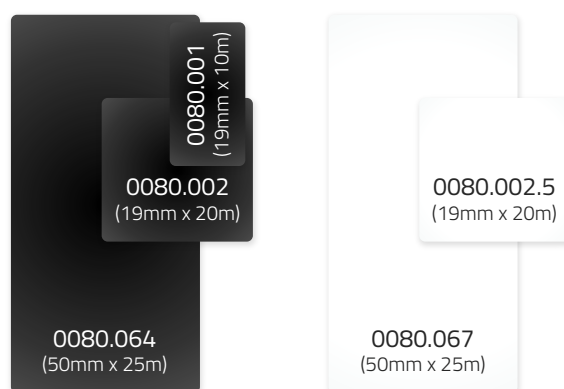 0080.001
(19mm x 10m)
0080.002
(19mm x 20m)
0080.064
(50mm x 25m)
0080.002.5
(19mm x 20m)
0080.067
(50mm x 25m)